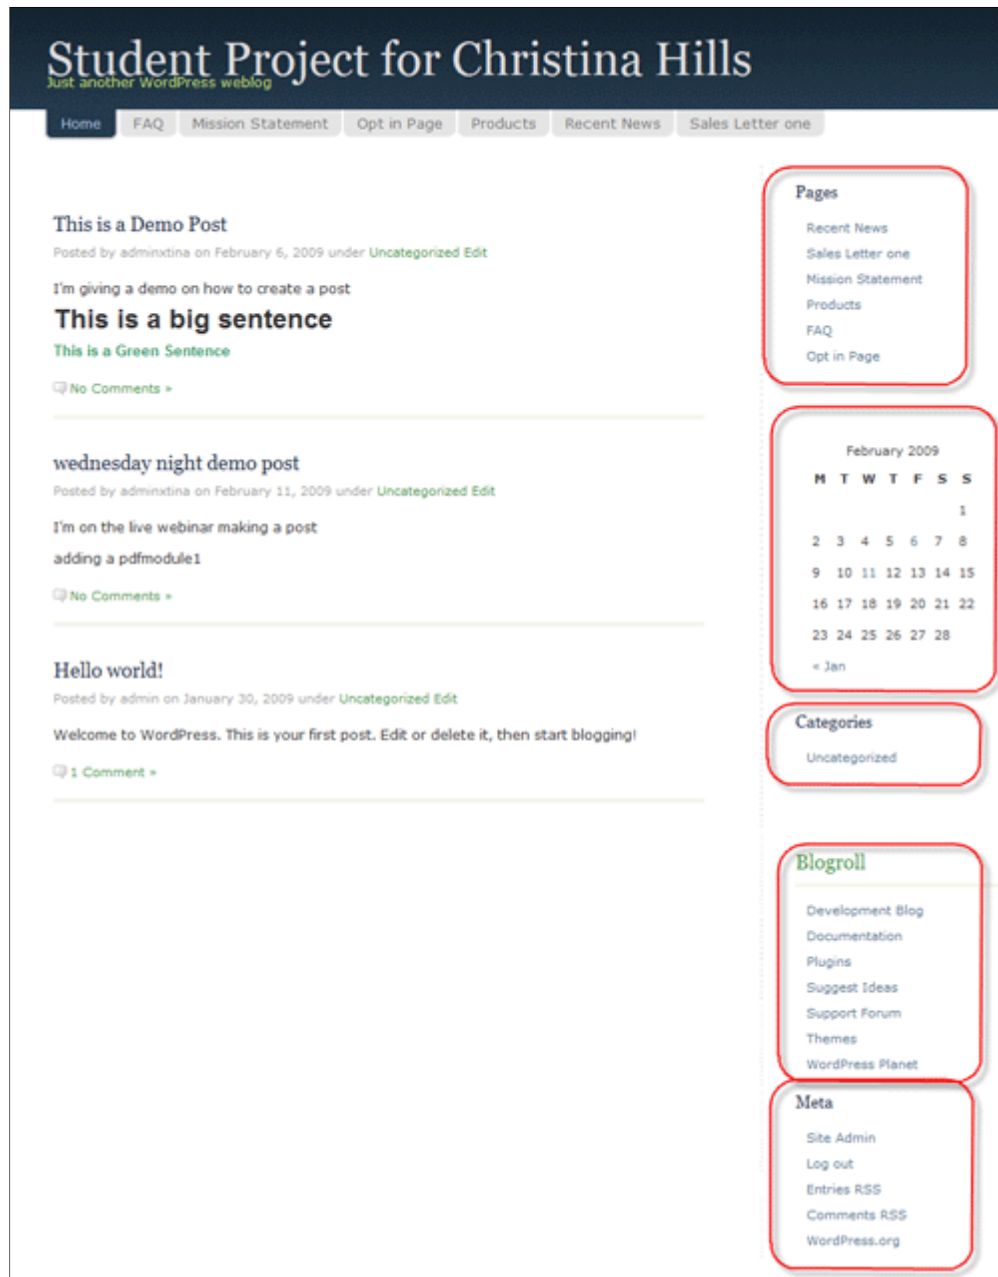 Student Project for Christina Hills
Just another WordPress weblog
Home FAQ Mission Statement Opt in Page Products Recent News Sales Letter one
This is a Demo Post
Posted by adminxtina on February 6, 2009 under Uncategorized Edit
I'm giving a demo on how to create a post
This is a big sentence
This is a Green Sentence
No Comments »
wednesday night demo post
Posted by adminxtina on February 11, 2009 under Uncategorized Edit
I'm on the live webinar making a post
adding a pdfmodule1
No Comments »
Hello world!
Posted by admin on January 30, 2009 under Uncategorized Edit
Welcome to WordPress. This is your first post. Edit or delete it, then start blogging!
1 Comment »
Pages
Recent News
Sales Letter one
Mission Statement
Products
FAQ
Opt in Page
February 2009
M T W T F S S
1
2 3 4 5 6 7 8
9 10 11 12 13 14 15
16 17 18 19 20 21 22
23 24 25 26 27 28
« Jan
Categories
Uncategorized
Blogroll
Development Blog
Documentation
Plugins
Suggest Ideas
Support Forum
Themes
WordPress Planet
Meta
Site Admin
Log out
Entries RSS
Comments RSS
WordPress.org